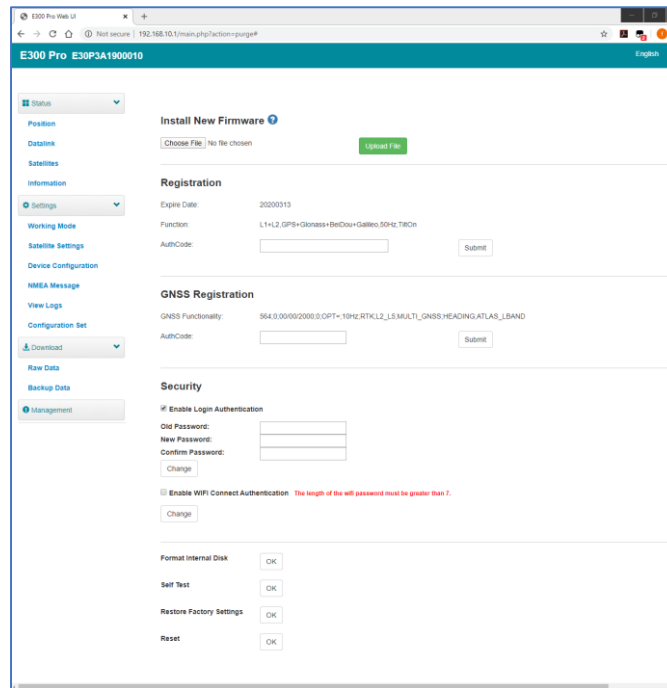 E300 Pro Web UI
Not secure | 192.168.10.1/main.php?action=purge#
E300 Pro E30P3A1900010
English
Status
Position
Datalink
Satellites
Information
Settings
Working Mode
Satellite Settings
Device Configuration
NMEA Message
View Logs
Configuration Set
Download
Raw Data
Backup Data
Management
Install New Firmware
Choose File No file chosen
Upload File
Registration
Expire Date: 20200313
Function: L1+L2,GPS+Glonass+BeiDou+Galileo,50Hz,TiltOn
AuthCode:
Submit
GNSS Registration
GNSS Functionality: 564;0;00/00/2000;0;OPT=;10Hz;RTK;L2_L5;MULTI_GNSS;HEADING;ATLAS_LBAND
AuthCode:
Submit
Security
Enable Login Authentication
Old Password:
New Password:
Confirm Password:
Change
Enable WIFI Connect Authentication The length of the wifi password must be greater than 7.
Change
Format Internal Disk OK
Self Test OK
Restore Factory Settings OK
Reset OK